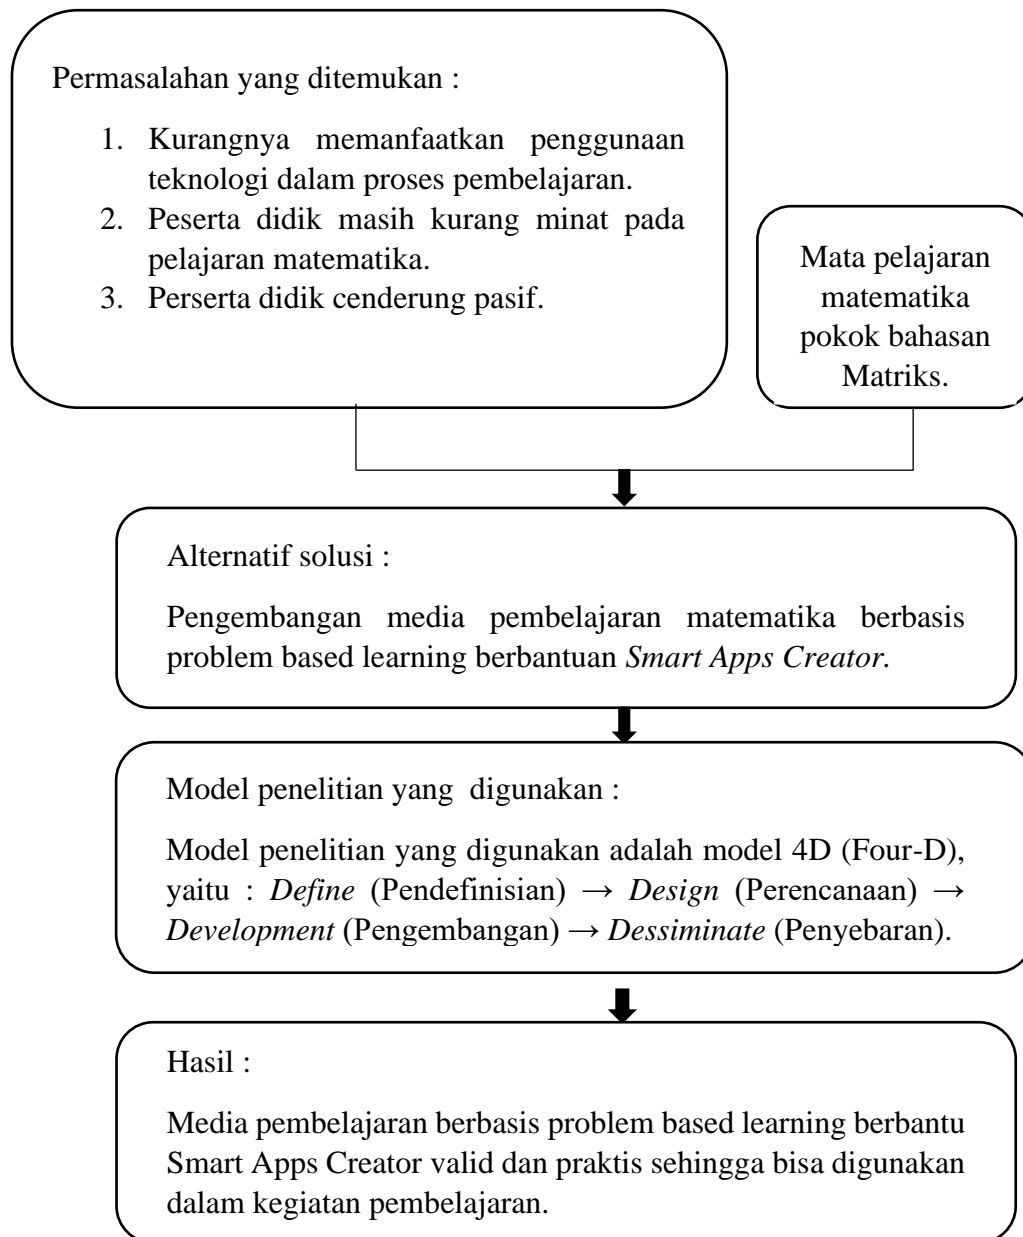 Permasalahan yang ditemukan :
1. Kurangnya memanfaatkan penggunaan
teknologi dalam proses pembelajaran.
2. Peserta didik masih kurang minat pada
pelajaran matematika.
3. Perserta didik cenderung pasif.
Mata pelajaran
matematika
pokok bahasan
Matriks.
Alternatif solusi :
Pengembangan media pembelajaran matematika berbasis
problem based learning berbantuan Smart Apps Creator.
Model penelitian yang digunakan :
Model penelitian yang digunakan adalah model 4D (Four-D),
yaitu : Define (Pendefinisian) → Design (Perencanaan) →
Development (Pengembangan) → Dessiminate (Penyebaran).
Hasil :
Media pembelajaran berbasis problem based learning berbantu
Smart Apps Creator valid dan praktis sehingga bisa digunakan
dalam kegiatan pembelajaran.